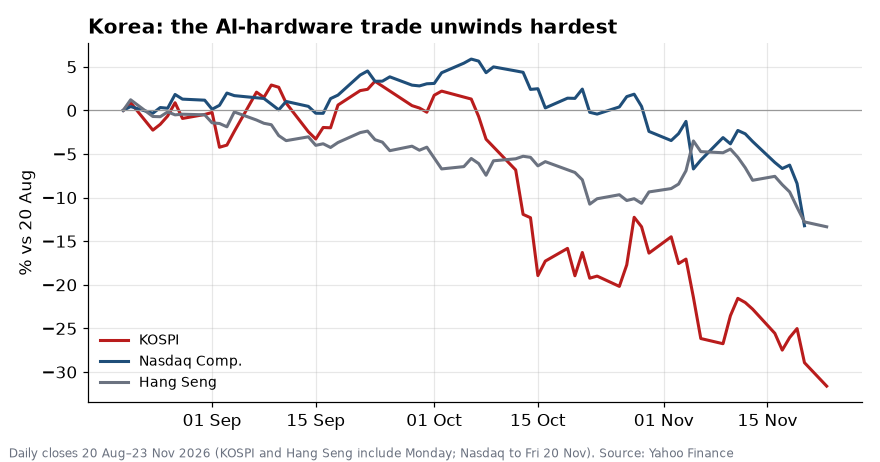 Korea: the AI-hardware trade unwinds hardest
% vs 20 Aug
5
0
−5
−10
−15
−20
−25
−30
KOSPI
Nasdaq Comp.
Hang Seng
01 Sep
15 Sep
01 Oct
15 Oct
01 Nov
15 Nov
Daily closes 20 Aug–23 Nov 2026 (KOSPI and Hang Seng include Monday; Nasdaq to Fri 20 Nov). Source: Yahoo Finance